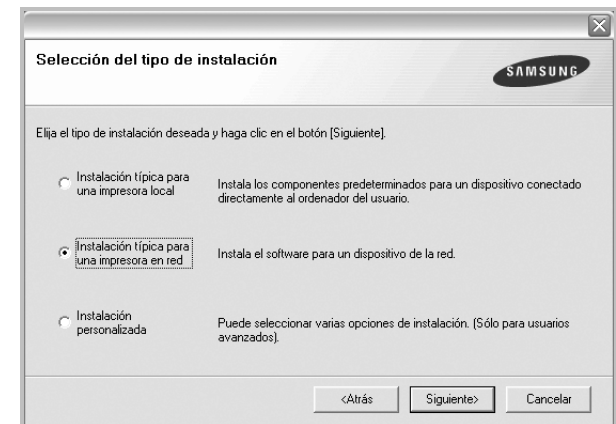 Selección del tipo de instalación
SAMSUNG
Elija el tipo de instalación deseada y haga clic en el botón [Siguiente].
Instalación típica para
una impresora local
Instala los componentes predeterminados para un dispositivo conectado
directamente al ordenador del usuario.
Instalación típica para
una impresora en red
Instala el software para un dispositivo de la red.
Instalación
personalizada
Puede seleccionar varias opciones de instalación. (Sólo para usuarios
avanzados).
<Atrás
Siguiente>
Cancelar